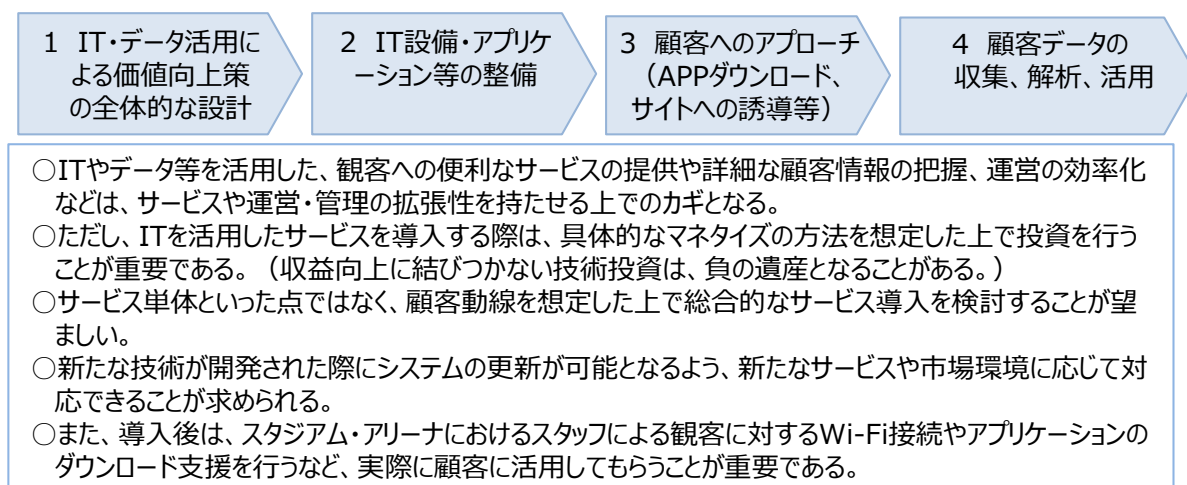 1 IT・データ活用に
よる価値向上策
の全体的な設計
2 IT設備・アプリケ
ーション等の整備
3 顧客へのアプローチ
（APPダウンロード、
サイトへの誘導等）
4 顧客データの
収集、解析、活用
○ITやデータ等を活用した、観客への便利なサービスの提供や詳細な顧客情報の把握、運営の効率化
などは、サービスや運営・管理の拡張性を持たせる上でのカギとなる。
○ただし、ITを活用したサービスを導入する際は、具体的なマネタイズの方法を想定した上で投資を行う
ことが重要である。（収益向上に結びつかない技術投資は、負の遺産となることがある。）
○サービス単体といった点ではなく、顧客動線を想定した上で総合的なサービス導入を検討することが望
ましい。
○新たな技術が開発された際にシステムの更新が可能となるよう、新たなサービスや市場環境に応じて対
応できることが求められる。
○また、導入後は、スタジアム・アリーナにおけるスタッフによる観客に対するWi-Fi接続やアプリケーションの
ダウンロード支援を行うなど、実際に顧客に活用してもらうことが重要である。